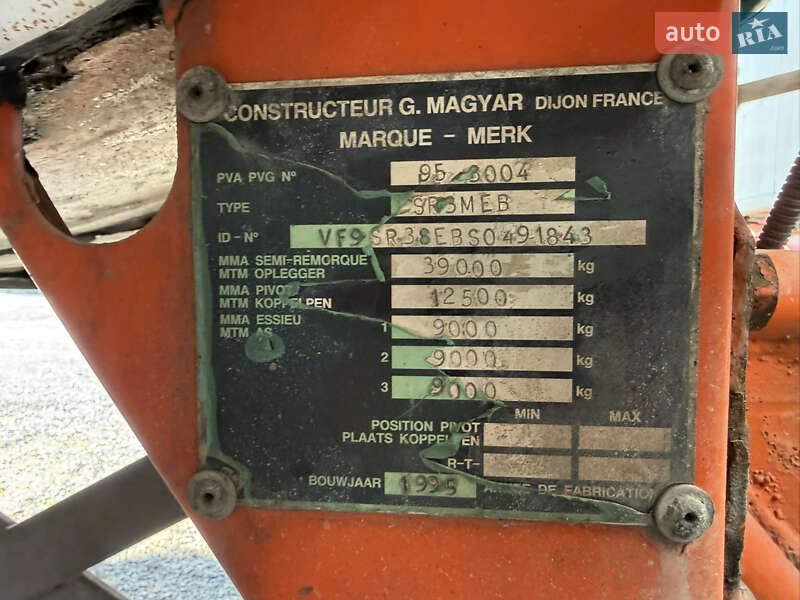 auto RIA.com
CONSTRUCTEUR G. MAGYAR DIJON FRANCE
MARQUE - MERK
PVA PVG N° 95 3004
TYPE SR3MEB
ID-N° VF9SR38EBS0491843
MMA SEMI-REMORQUE
MTM OPLEGGER 39000 kg
MMA PIVOT
MTM KOPPELPEN 12500 kg
MMA ESSIEU
MTM AS 1 9000 kg
2 9000 kg
3 9000 kg
MIN MAX
POSITION PIVOT
PLAATS KOPPELPEN
R-T-
BOUWJAAR 1995 DE FABRICATION